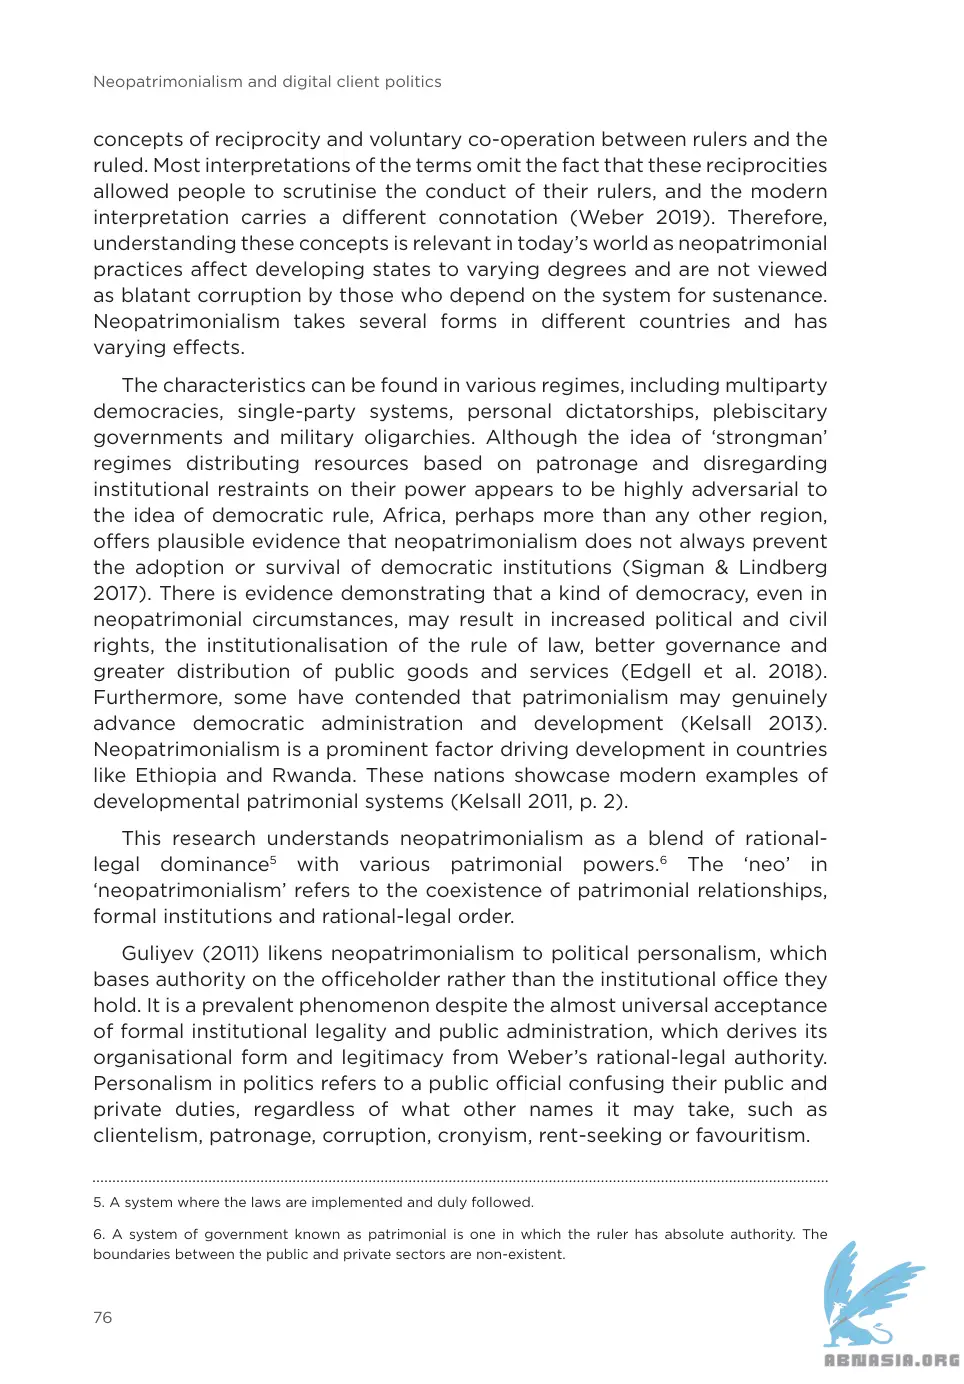 Neopatrimonialism and digital client politics
concepts of reciprocity and voluntary co-operation between rulers and the
ruled. Most interpretations of the terms omit the fact that these reciprocities
allowed people to scrutinise the conduct of their rulers, and the modern
interpretation carries a different connotation (Weber 2019). Therefore,
understanding these concepts is relevant in today’s world as neopatrimonial
practices affect developing states to varying degrees and are not viewed
as blatant corruption by those who depend on the system for sustenance.
Neopatrimonialism takes several forms in different countries and has
varying effects.
The characteristics can be found in various regimes, including multiparty
democracies, single-party systems, personal dictatorships, plebiscitary
governments and military oligarchies. Although the idea of ‘strongman’
regimes distributing resources based on patronage and disregarding
institutional restraints on their power appears to be highly adversarial to
the idea of democratic rule, Africa, perhaps more than any other region,
offers plausible evidence that neopatrimonialism does not always prevent
the adoption or survival of democratic institutions (Sigman & Lindberg
2017). There is evidence demonstrating that a kind of democracy, even in
neopatrimonial circumstances, may result in increased political and civil
rights, the institutionalisation of the rule of law, better governance and
greater distribution of public goods and services (Edgell et al. 2018).
Furthermore, some have contended that patrimonialism may genuinely
advance democratic administration and development (Kelsall 2013).
Neopatrimonialism is a prominent factor driving development in countries
like Ethiopia and Rwanda. These nations showcase modern examples of
developmental patrimonial systems (Kelsall 2011, p. 2).
This research understands neopatrimonialism as a blend of rational-
legal dominance⁵ with various patrimonial powers.⁶ The ‘neo’ in
‘neopatrimonialism’ refers to the coexistence of patrimonial relationships,
formal institutions and rational-legal order.
Guliyev (2011) likens neopatrimonialism to political personalism, which
bases authority on the officeholder rather than the institutional office they
hold. It is a prevalent phenomenon despite the almost universal acceptance
of formal institutional legality and public administration, which derives its
organisational form and legitimacy from Weber’s rational-legal authority.
Personalism in politics refers to a public official confusing their public and
private duties, regardless of what other names it may take, such as
clientelism, patronage, corruption, cronyism, rent-seeking or favouritism.
5. A system where the laws are implemented and duly followed.
6. A system of government known as patrimonial is one in which the ruler has absolute authority. The
boundaries between the public and private sectors are non-existent.
76
ABNASIA.ORG